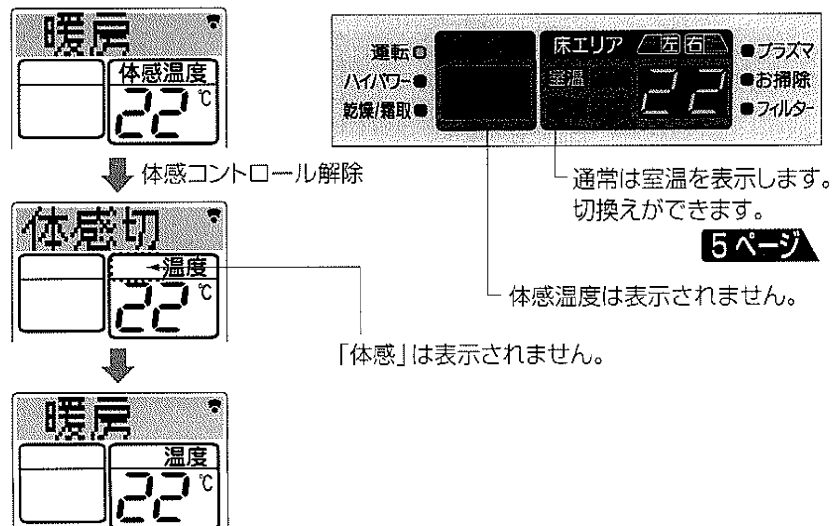 暖房
体感温度
22℃
体感コントロール解除
体感切
温度
22℃
「体感」は表示されません。
暖房
温度
22℃
運転
ハイパワー
乾燥/霜取
床エリア 左 右
室温 22
プラズマ
お掃除
フィルター
通常は室温を表示します。
切換えができます。
5ページ
体感温度は表示されません。